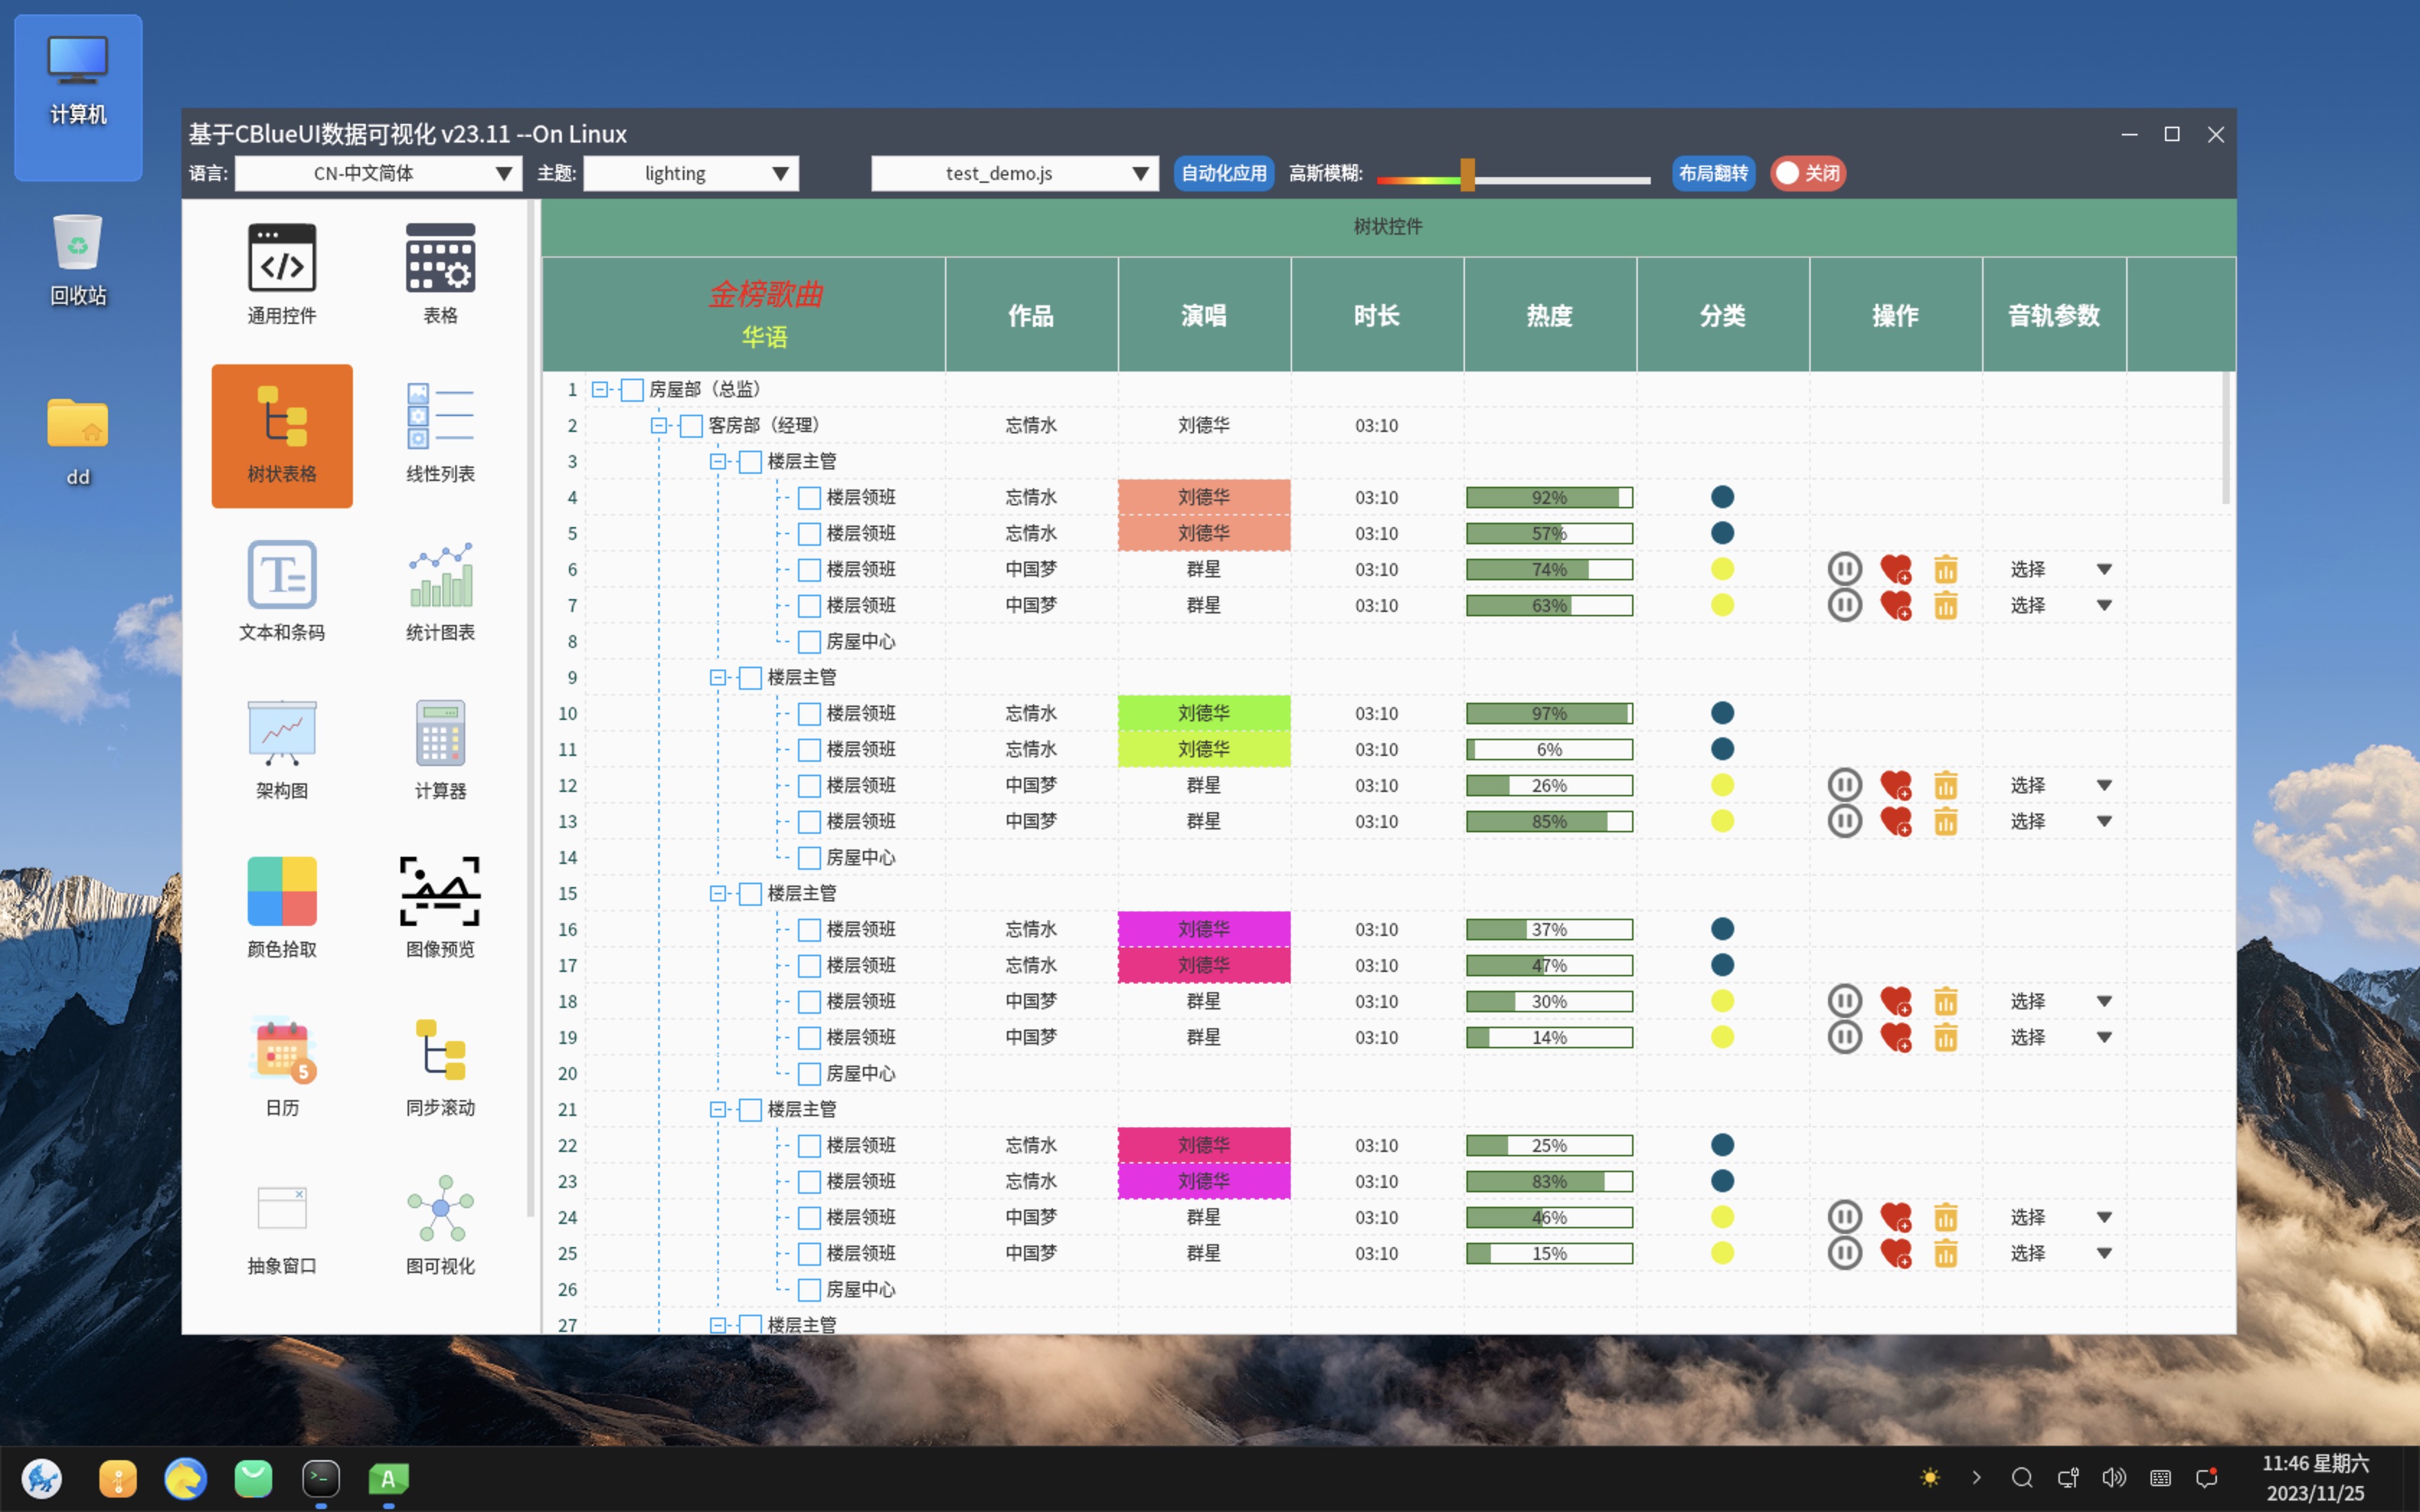 计算机
回收站
dd
基于CBlueUI数据可视化 v23.11 --On Linux
语言: CN-中文简体 主题: lighting test_demo.js 自动化应用 高斯模糊: 布局翻转 关闭
通用控件 表格
树状表格 线性列表
文本和条码 统计图表
架构图 计算器
颜色拾取 图像预览
5
日历 同步滚动
抽象窗口 图可视化
树状控件
金榜歌曲
华语
作品 演唱 时长 热度 分类 操作 音轨参数
1 房屋部（总监）
2 客房部（经理） 忘情水 刘德华 03:10
3 楼层主管
4 楼层领班 忘情水 刘德华 03:10 92%
5 楼层领班 忘情水 刘德华 03:10 57%
6 楼层领班 中国梦 群星 03:10 74% 选择
7 楼层领班 中国梦 群星 03:10 63% 选择
8 房屋中心
9 楼层主管
10 楼层领班 忘情水 刘德华 03:10 97%
11 楼层领班 忘情水 刘德华 03:10 6%
12 楼层领班 中国梦 群星 03:10 26% 选择
13 楼层领班 中国梦 群星 03:10 85% 选择
14 房屋中心
15 楼层主管
16 楼层领班 忘情水 刘德华 03:10 37%
17 楼层领班 忘情水 刘德华 03:10 47%
18 楼层领班 中国梦 群星 03:10 30% 选择
19 楼层领班 中国梦 群星 03:10 14% 选择
20 房屋中心
21 楼层主管
22 楼层领班 忘情水 刘德华 03:10 25%
23 楼层领班 忘情水 刘德华 03:10 83%
24 楼层领班 中国梦 群星 03:10 46% 选择
25 楼层领班 中国梦 群星 03:10 15% 选择
26 房屋中心
27 楼层主管
11:46 星期六
2023/11/25